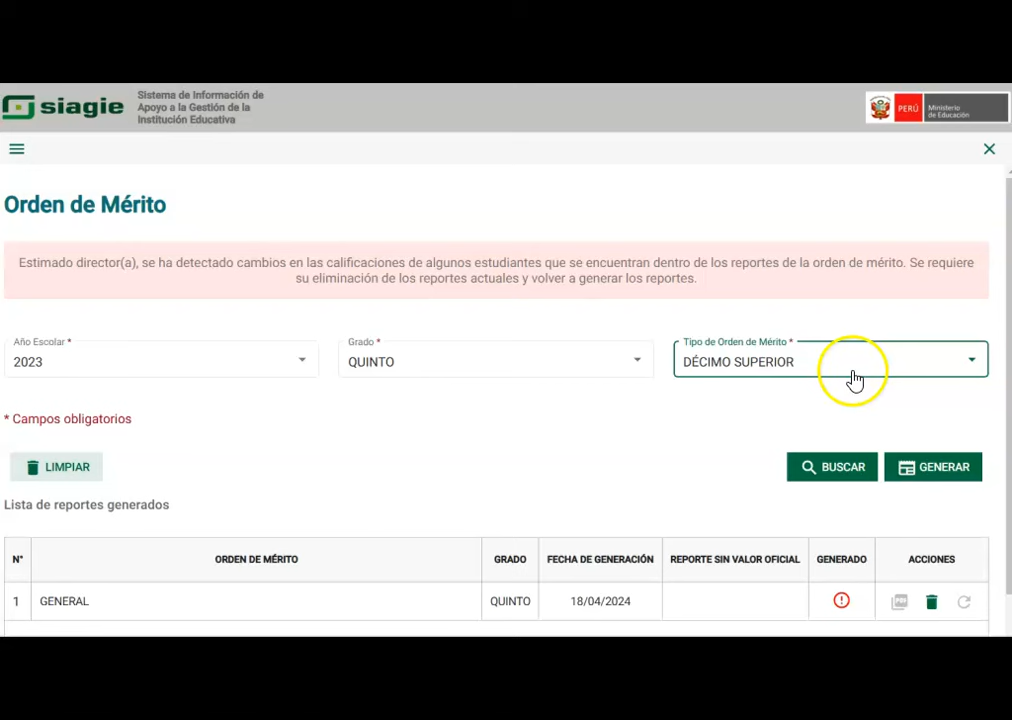 siagie
Sistema de Información de
Apoyo a la Gestión de la
Institución Educativa
PERÚ
Ministerio
de Educación
Orden de Mérito
Estimado director(a), se ha detectado cambios en las calificaciones de algunos estudiantes que se encuentran dentro de los reportes de la orden de mérito. Se requiere
su eliminación de los reportes actuales y volver a generar los reportes.
Año Escolar * Grado * Tipo de Orden de Mérito *
2023 QUINTO DÉCIMO SUPERIOR
* Campos obligatorios
LIMPIAR BUSCAR GENERAR
Lista de reportes generados
N° ORDEN DE MÉRITO GRADO FECHA DE GENERACIÓN REPORTE SIN VALOR OFICIAL GENERADO ACCIONES
1 GENERAL QUINTO 18/04/2024